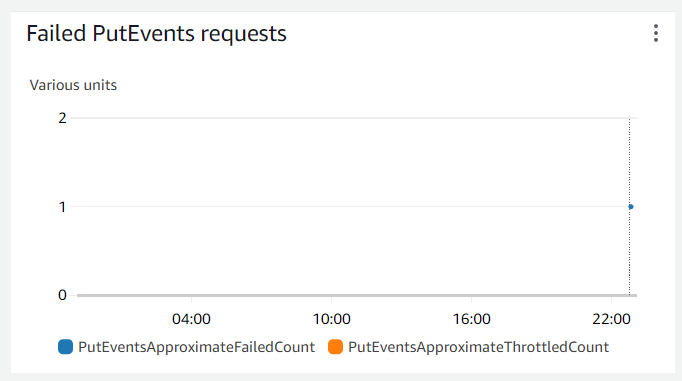 Failed PutEvents requests
Various units
2
1
0
04:00 10:00 16:00 22:00
PutEventsApproximateFailedCount PutEventsApproximateThrottledCount